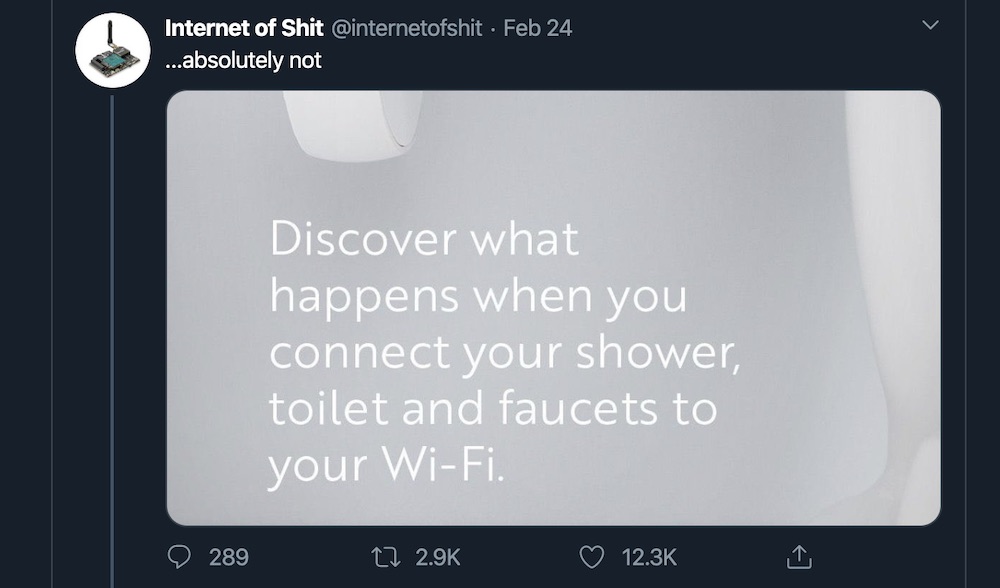 Internet of Shit @internetofshit · Feb 24
...absolutely not
Discover what
happens when you
connect your shower,
toilet and faucets to
your Wi-Fi.
289 2.9K 12.3K